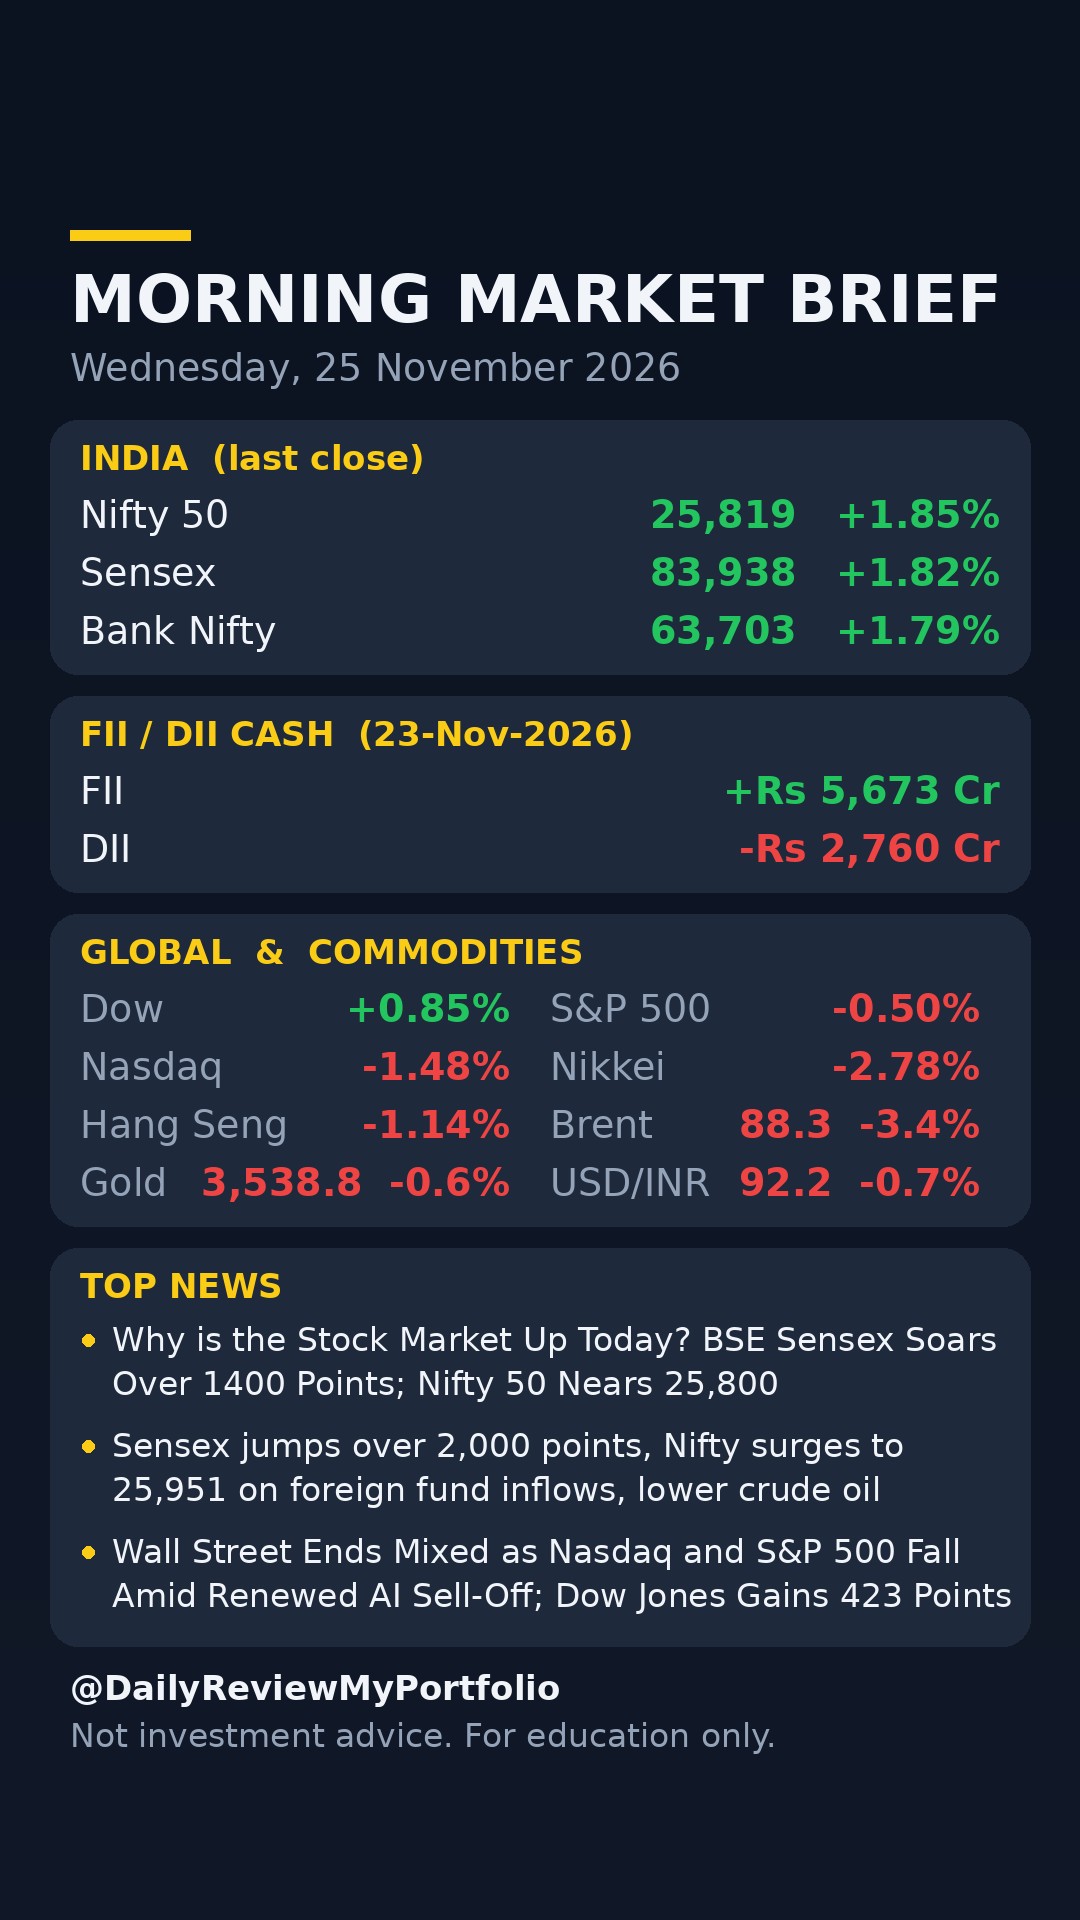 MORNING MARKET BRIEF
Wednesday, 25 November 2026
INDIA (last close)
Nifty 50 25,819 +1.85%
Sensex 83,938 +1.82%
Bank Nifty 63,703 +1.79%
FII / DII CASH (23-Nov-2026)
FII +Rs 5,673 Cr
DII -Rs 2,760 Cr
GLOBAL & COMMODITIES
Dow +0.85% S&P 500 -0.50%
Nasdaq -1.48% Nikkei -2.78%
Hang Seng -1.14% Brent 88.3 -3.4%
Gold 3,538.8 -0.6% USD/INR 92.2 -0.7%
TOP NEWS
• Why is the Stock Market Up Today? BSE Sensex Soars
Over 1400 Points; Nifty 50 Nears 25,800
• Sensex jumps over 2,000 points, Nifty surges to
25,951 on foreign fund inflows, lower crude oil
• Wall Street Ends Mixed as Nasdaq and S&P 500 Fall
Amid Renewed AI Sell-Off; Dow Jones Gains 423 Points
@DailyReviewMyPortfolio
Not investment advice. For education only.